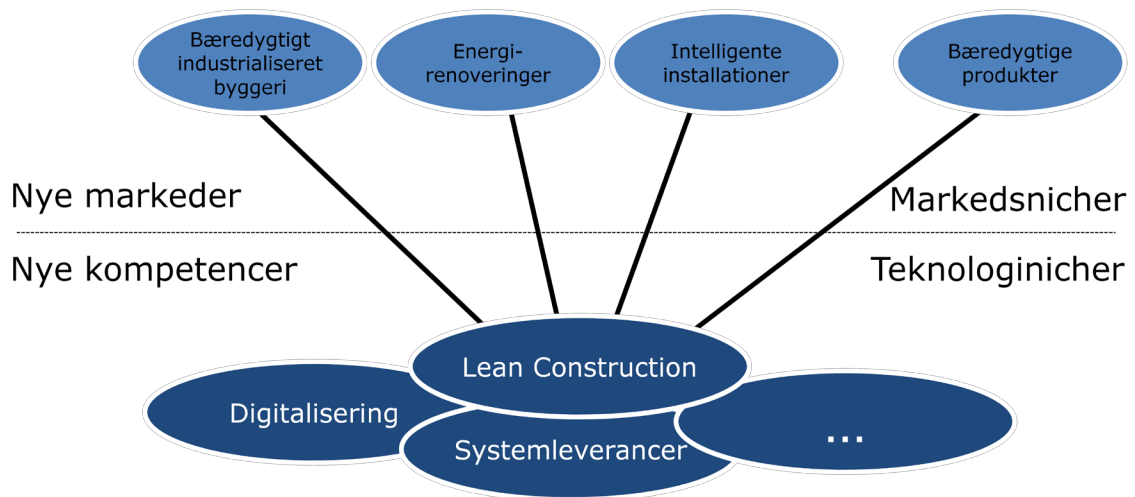 Bæredygtigt
industrialiseret
byggeri
Energi-
renoveringer
Intelligente
installationer
Bæredygtige
produkter
Nye markeder
Markedsnicher
Nye kompetencer
Teknologinicher
Lean Construction
Digitalisering
Systemleverancer
...